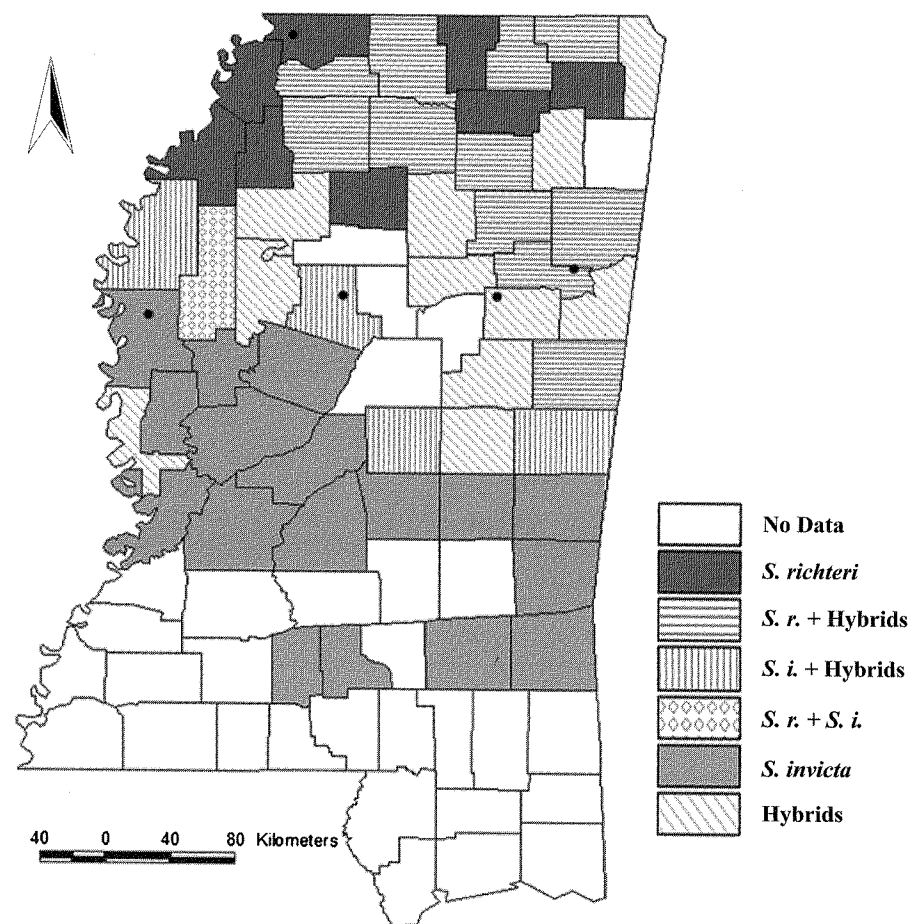 No Data
S. richteri
S. r. + Hybrids
S. i. + Hybrids
S. r. + S. i.
S. invicta
Hybrids
40 0 40 80 Kilometers